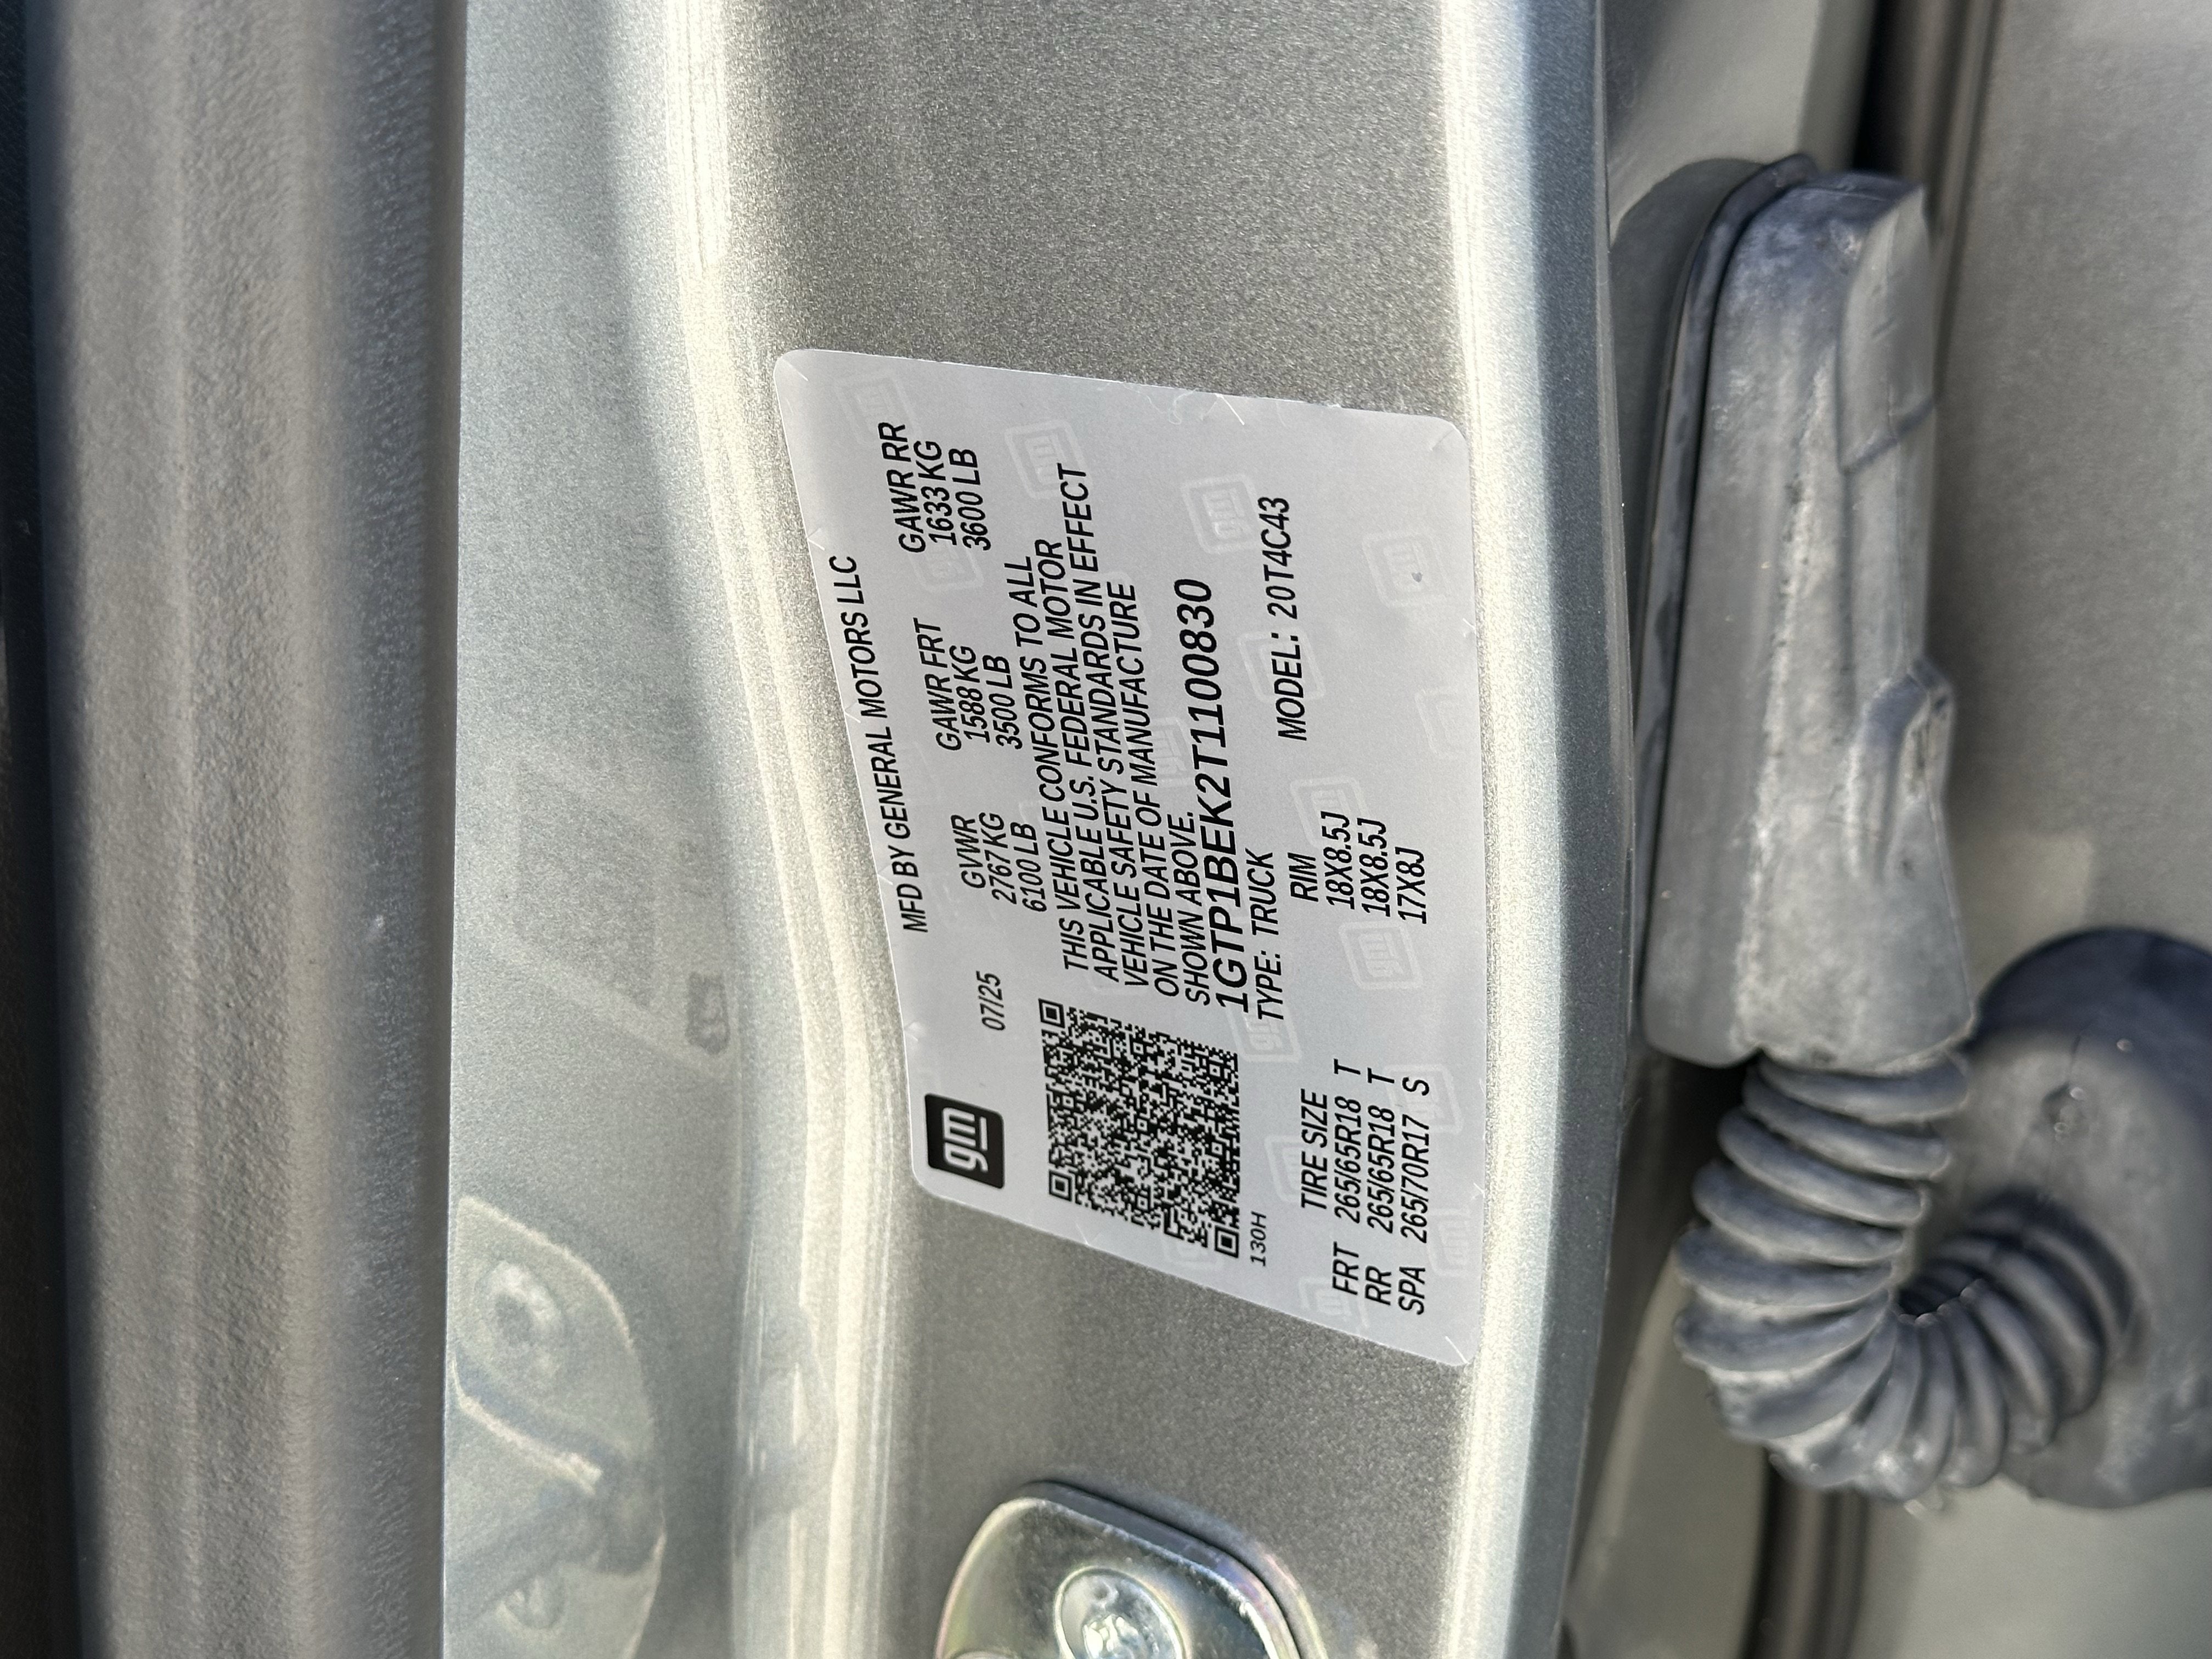 gm
MFD BY GENERAL MOTORS LLC
07/25
GVWR GAWR FRT GAWR RR
2767 KG 1588 KG 1633 KG
6100 LB 3500 LB 3600 LB
THIS VEHICLE CONFORMS TO ALL
APPLICABLE U.S. FEDERAL MOTOR
VEHICLE SAFETY STANDARDS IN EFFECT
ON THE DATE OF MANUFACTURE
SHOWN ABOVE.
1GTP1BEK2T1100830
TYPE: TRUCK MODEL: 20T4C43
130H
TIRE SIZE RIM
FRT 265/65R18 T 18X8.5J
RR 265/65R18 T 18X8.5J
SPA 265/70R17 S 17X8J